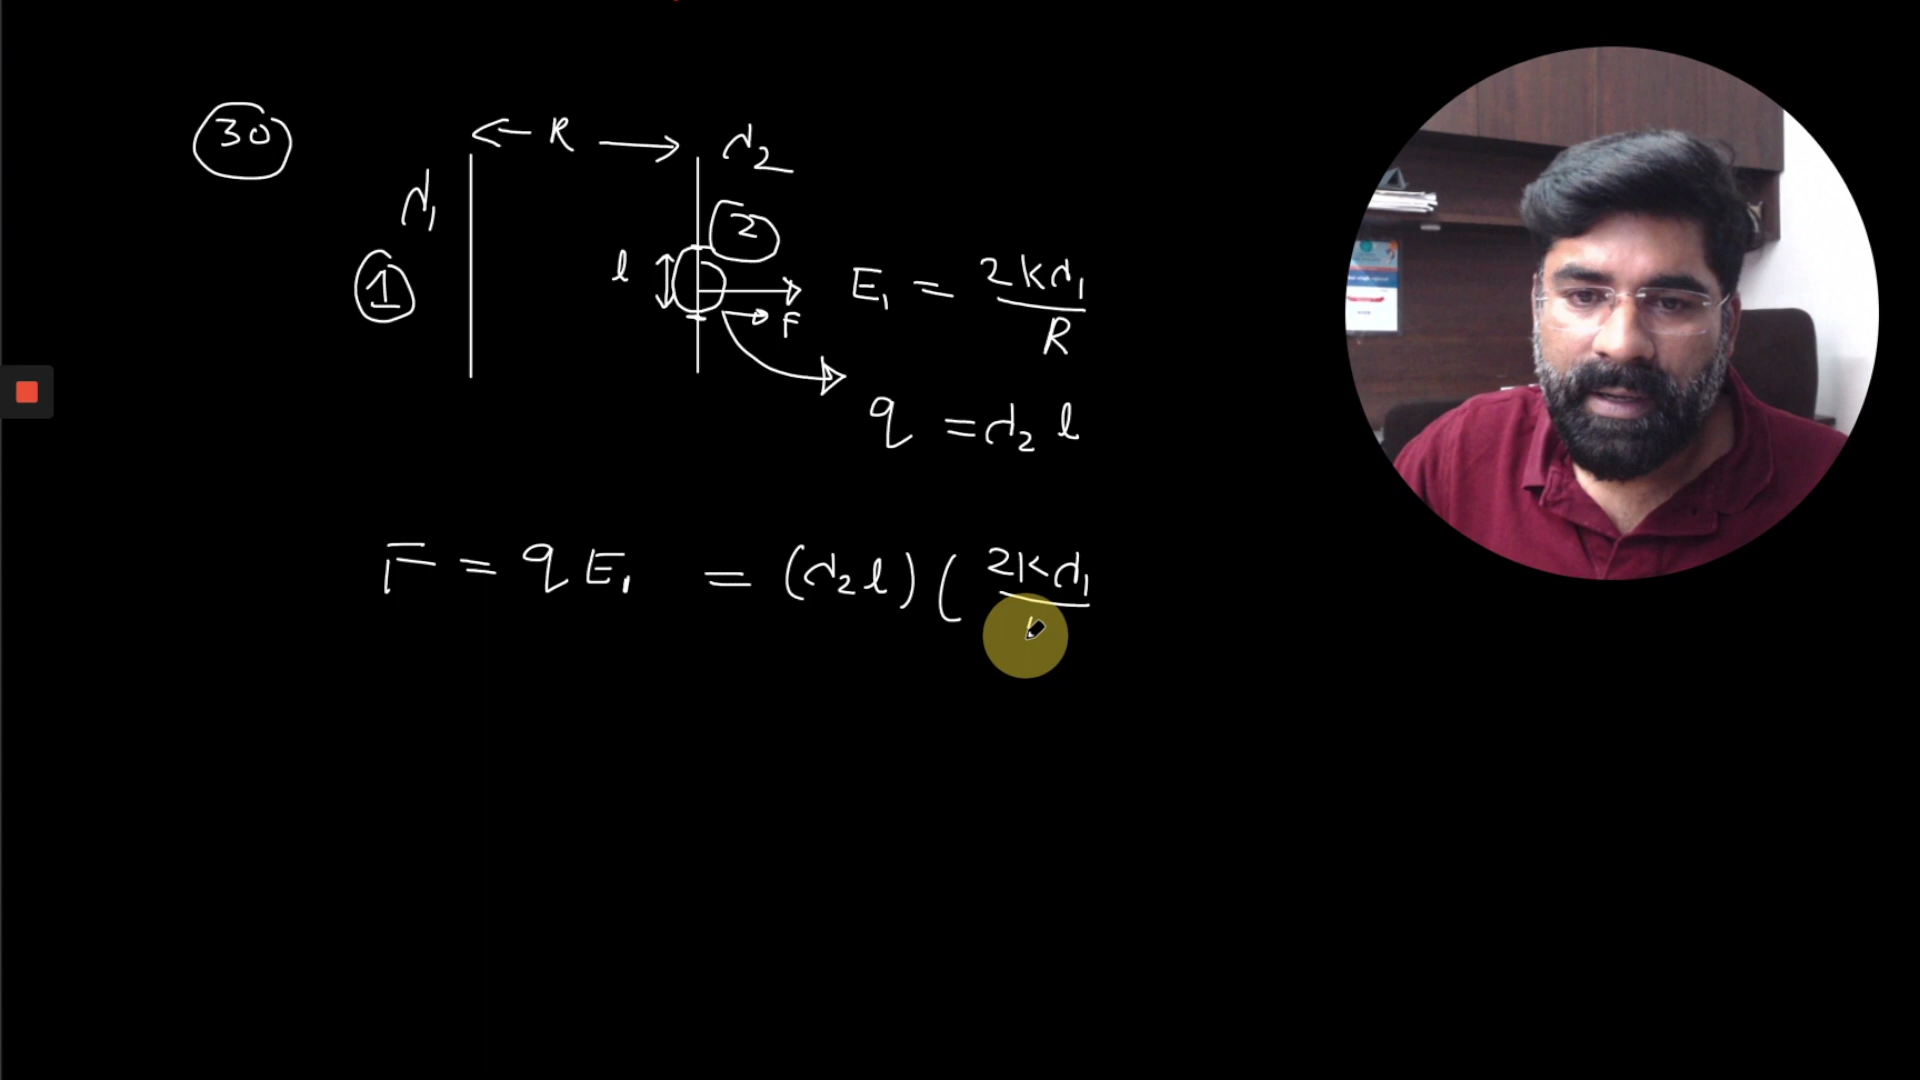 30
← R → λ2
λ1
2
1
l
E1 = 2kλ1 / R
F
q = λ2 l
F = q E1 = (λ2 l) ( 2kλ1 /